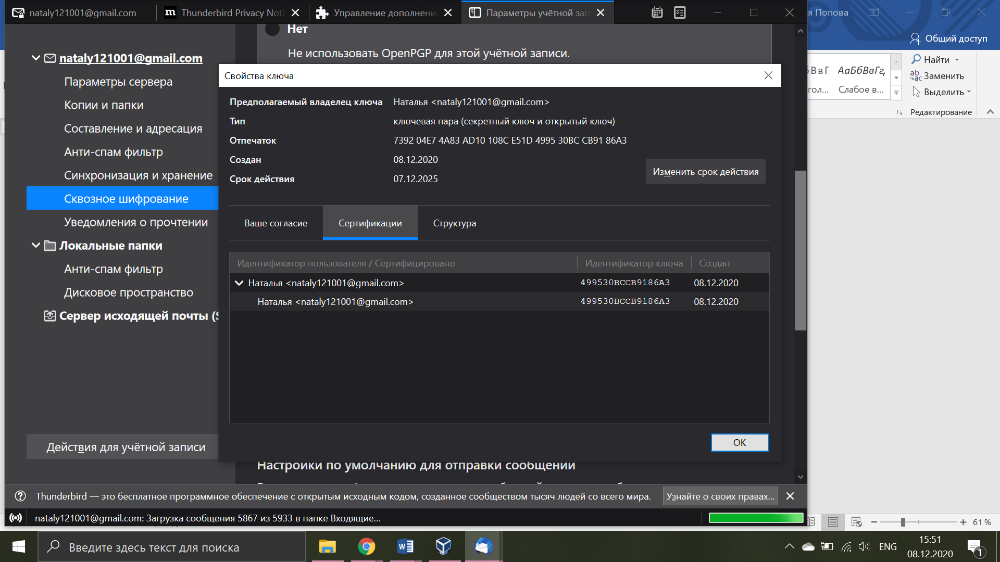 nataly121001@gmail.com
Thunderbird Privacy Noti
Управление дополнени
Параметры учётной зап
я Попова
Общий доступ
Найти
Заменить
Выделить
Редактирование
АаБбВвГг,
Слабое в...
Нет
Не использовать OpenPGP для этой учётной записи.
nataly121001@gmail.com
Параметры сервера
Копии и папки
Составление и адресация
Анти-спам фильтр
Синхронизация и хранение
Сквозное шифрование
Уведомления о прочтении
Локальные папки
Анти-спам фильтр
Дисковое пространство
Сервер исходящей почты (S
Действия для учётной записи
Свойства ключа
Предполагаемый владелец ключа Наталья <nataly121001@gmail.com>
Тип ключевая пара (секретный ключ и открытый ключ)
Отпечаток 7392 04E7 4A83 AD10 108C E51D 4995 30BC CB91 86A3
Создан 08.12.2020
Срок действия 07.12.2025
Изменить срок действия
Ваше согласие Сертификации Структура
Идентификатор пользователя / Сертифицировано Идентификатор ключа Создан
Наталья <nataly121001@gmail.com> 499530BCCB9186A3 08.12.2020
Наталья <nataly121001@gmail.com> 499530BCCB9186A3 08.12.2020
OK
Настройки по умолчанию для отправки сообщений
Thunderbird — это бесплатное программное обеспечение с открытым исходным кодом, созданное сообществом тысяч людей со всего мира.
Узнайте о своих правах...
nataly121001@gmail.com: Загрузка сообщения 5867 из 5933 в папке Входящие...
61 %
Введите здесь текст для поиска
ENG
15:51
08.12.2020
1